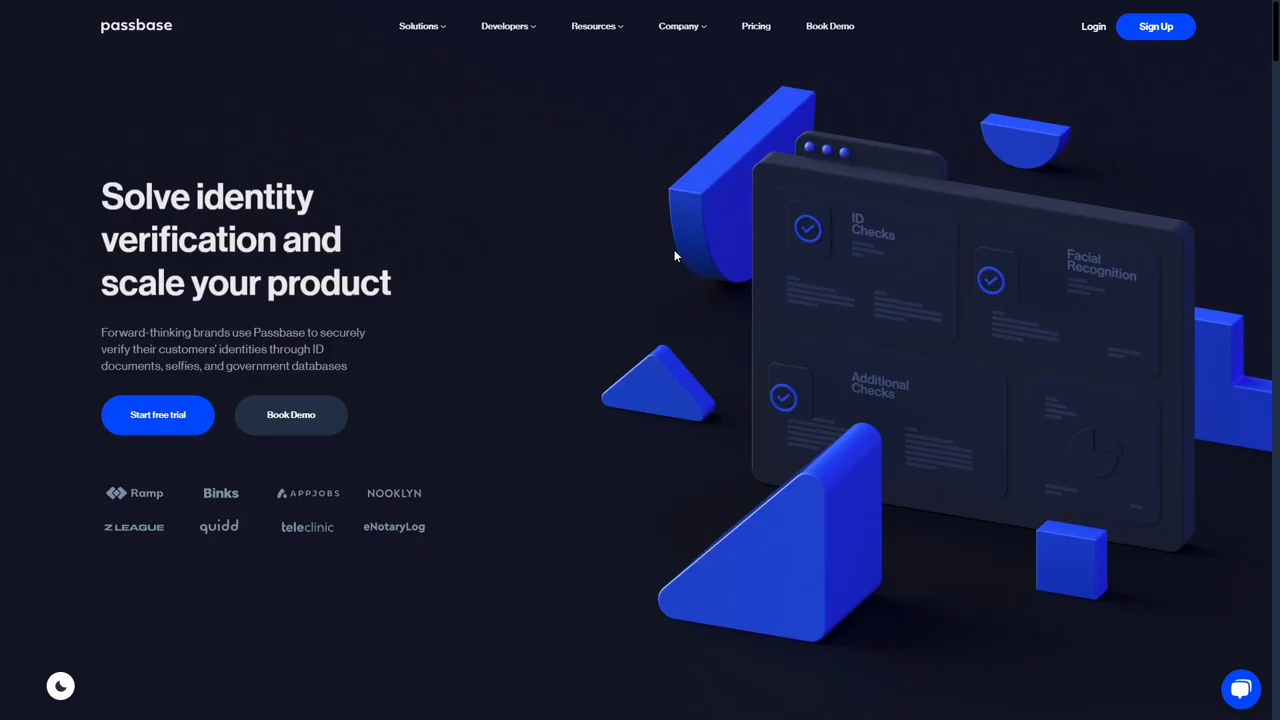 passbase
Solutions
Developers
Resources
Company
Pricing
Book Demo
Login
Sign Up
Solve identity
verification and
scale your product
Forward-thinking brands use Passbase to securely
verify their customers' identities through ID
documents, selfies, and government databases
Start free trial
Book Demo
Ramp
Binks
APPJOBS
NOOKLYN
Z LEAGUE
quidd
teleclinic
eNotaryLog
ID
Checks
Facial
Recognition
Additional
Checks